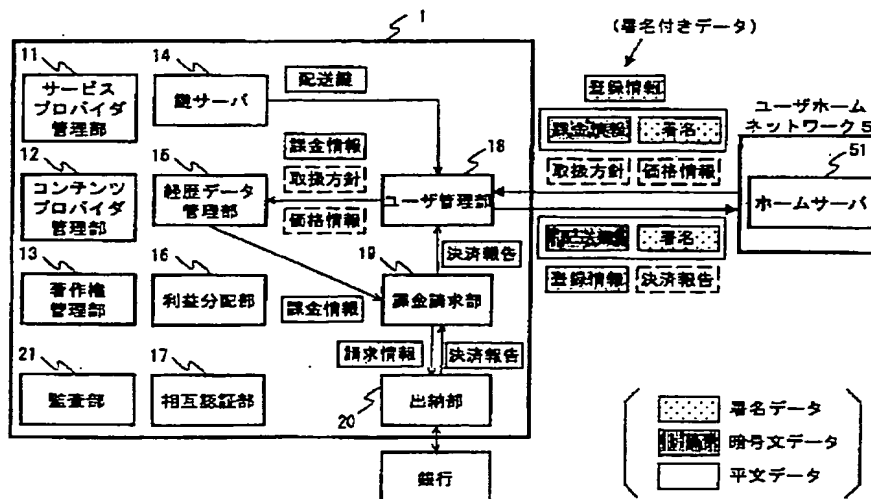 (署名付きデータ)
1
11
サービス
プロバイダ
管理部
14
鍵サーバ
配送鍵
登録情報
課金情報
署名
取扱方針
価格情報
ユーザホーム
ネットワーク5
51
ホームサーバ
12
コンテンツ
プロバイダ
管理部
15
経歴データ
管理部
課金情報
取扱方針
価格情報
18
ユーザ管理部
配送鍵
署名
登録情報
決済報告
13
著作権
管理部
16
利益分配部
課金情報
19
課金請求部
決済報告
請求情報
決済報告
21
監査部
17
相互認証部
20
出納部
銀行
署名データ
暗号文データ
平文データ